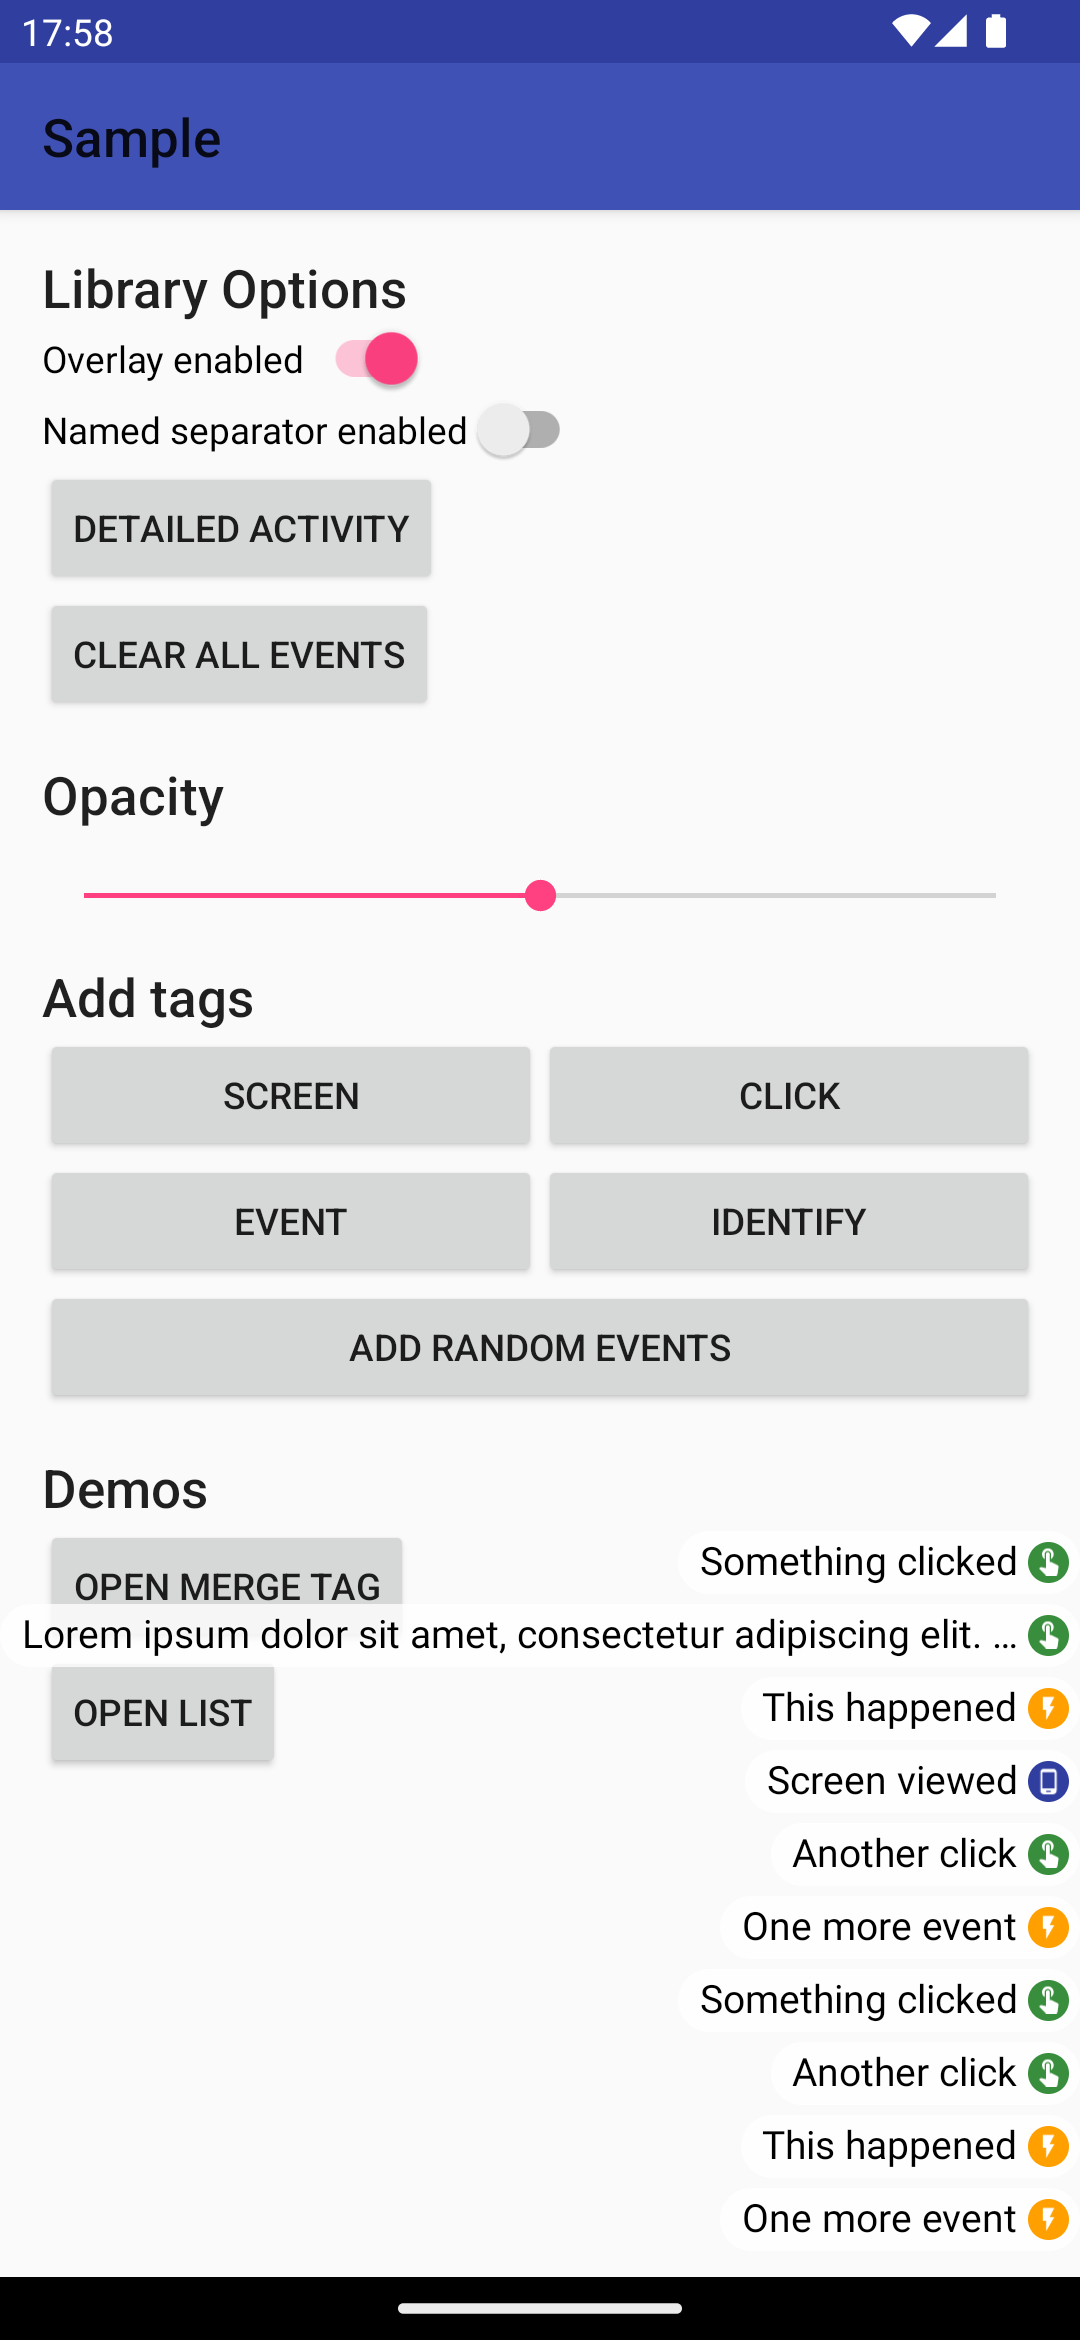 17:58
Sample
Library Options
Overlay enabled
Named separator enabled
DETAILED ACTIVITY
CLEAR ALL EVENTS
Opacity
Add tags
SCREEN CLICK
EVENT IDENTIFY
ADD RANDOM EVENTS
Demos
Something clicked
OPEN MERGE TAG
Lorem ipsum dolor sit amet, consectetur adipiscing elit. …
This happened
OPEN LIST
Screen viewed
Another click
One more event
Something clicked
Another click
This happened
One more event